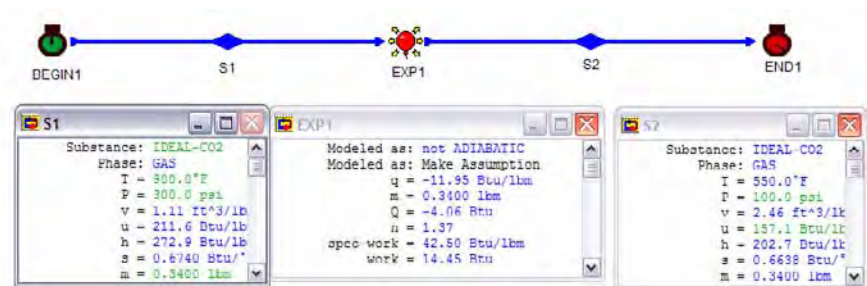 BEGIN1
S1
EXP1
S2
END1
S1
Substance: IDEAL-CO2
Phase: GAS
T = 900.0°F
P = 300.0 psi
v = 1.11 ft^3/lb
u = 211.6 Btu/lb
h = 272.9 Btu/lb
s = 0.6740 Btu/°
m = 0.3400 lbm
EXP1
Modeled as: not ADIABATIC
Modeled as: Make Assumption
q = -11.95 Btu/lbm
m = 0.3400 lbm
Q = -4.06 Btu
n = 1.37
spec work = 42.50 Btu/lbm
work = 14.45 Btu
S2
Substance: IDEAL-CO2
Phase: GAS
T = 550.0°F
P = 100.0 psi
v = 2.46 ft^3/lb
u = 157.1 Btu/lb
h = 202.7 Btu/lb
s = 0.6638 Btu/°
m = 0.3400 lbm